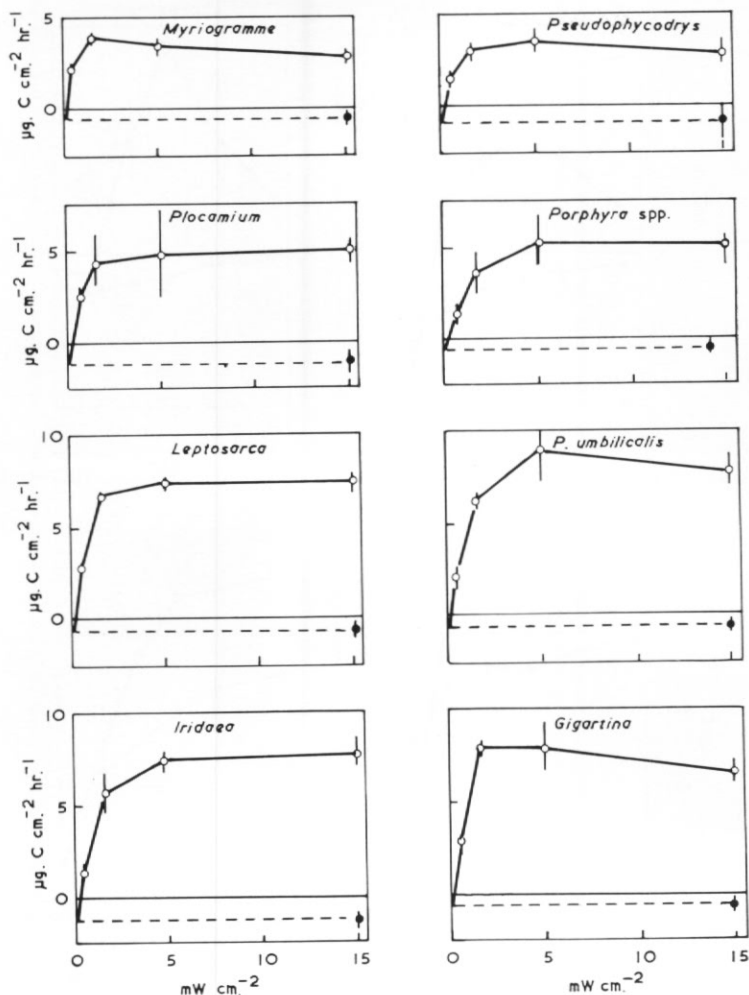 Myriogramme
Pseudophycodrys
5
0
μg. C cm.⁻² hr.⁻¹
Plocamium
Porphyra spp.
5
0
μg. C cm.⁻² hr.⁻¹
Leptosarca
P. umbilicalis
10
5
0
μg. C cm.⁻² hr.⁻¹
Iridaea
Gigartina
10
5
0
μg. C cm.⁻² hr.⁻¹
0 5 10 15
0 5 10 15
mW cm.⁻²
mW cm.⁻²